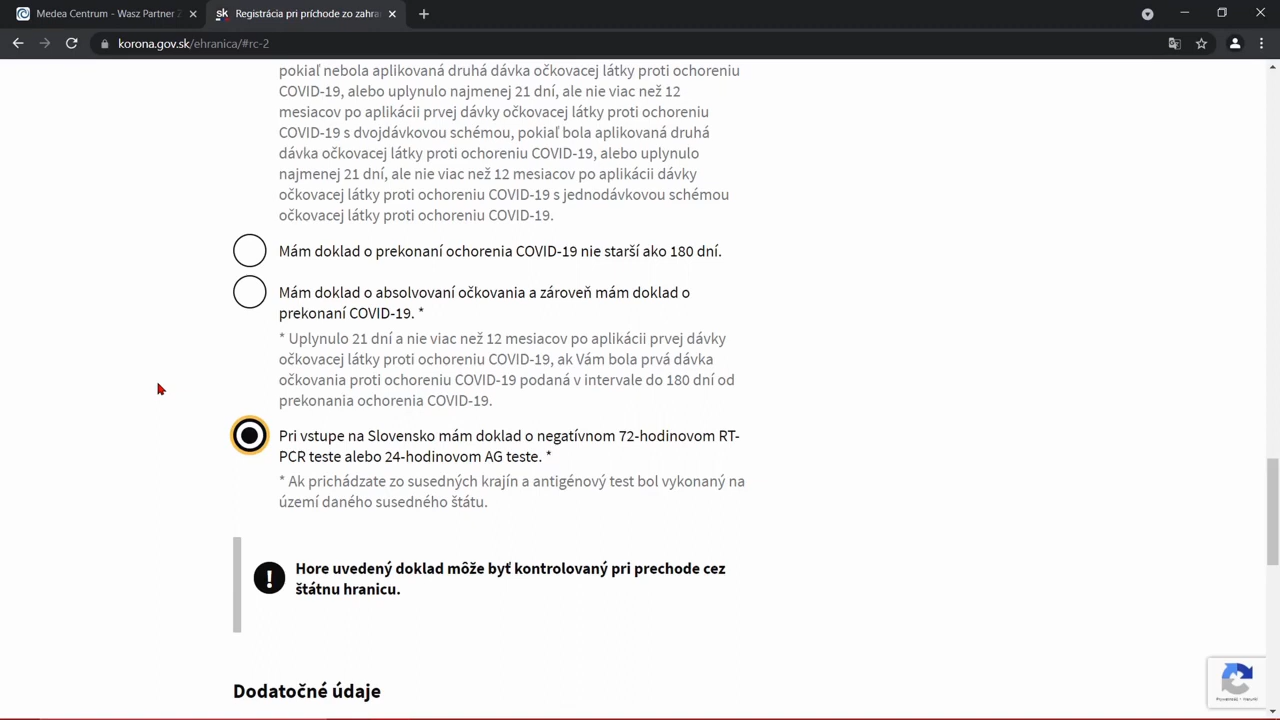 Medea Centrum - Wasz Partner Z
Registrácia pri príchode zo zahra
korona.gov.sk/ehranica/#rc-2
pokiaľ nebola aplikovaná druhá dávka očkovacej látky proti ochoreniu
COVID-19, alebo uplynulo najmenej 21 dní, ale nie viac než 12
mesiacov po aplikácii prvej dávky očkovacej látky proti ochoreniu
COVID-19 s dvojdávkovou schémou, pokiaľ bola aplikovaná druhá
dávka očkovacej látky proti ochoreniu COVID-19, alebo uplynulo
najmenej 21 dní, ale nie viac než 12 mesiacov po aplikácii dávky
očkovacej látky proti ochoreniu COVID-19 s jednodávkovou schémou
očkovacej látky proti ochoreniu COVID-19.
Mám doklad o prekonaní ochorenia COVID-19 nie starší ako 180 dní.
Mám doklad o absolvovaní očkovania a zároveň mám doklad o
prekonaní COVID-19. *
* Uplynulo 21 dní a nie viac než 12 mesiacov po aplikácii prvej dávky
očkovacej látky proti ochoreniu COVID-19, ak Vám bola prvá dávka
očkovania proti ochoreniu COVID-19 podaná v intervale do 180 dní od
prekonania ochorenia COVID-19.
Pri vstupe na Slovensko mám doklad o negatívnom 72-hodinovom RT-
PCR teste alebo 24-hodinovom AG teste. *
* Ak prichádzate zo susedných krajín a antigénový test bol vykonaný na
území daného susedného štátu.
! Hore uvedený doklad môže byť kontrolovaný pri prechode cez
štátnu hranicu.
Dodatočné údaje